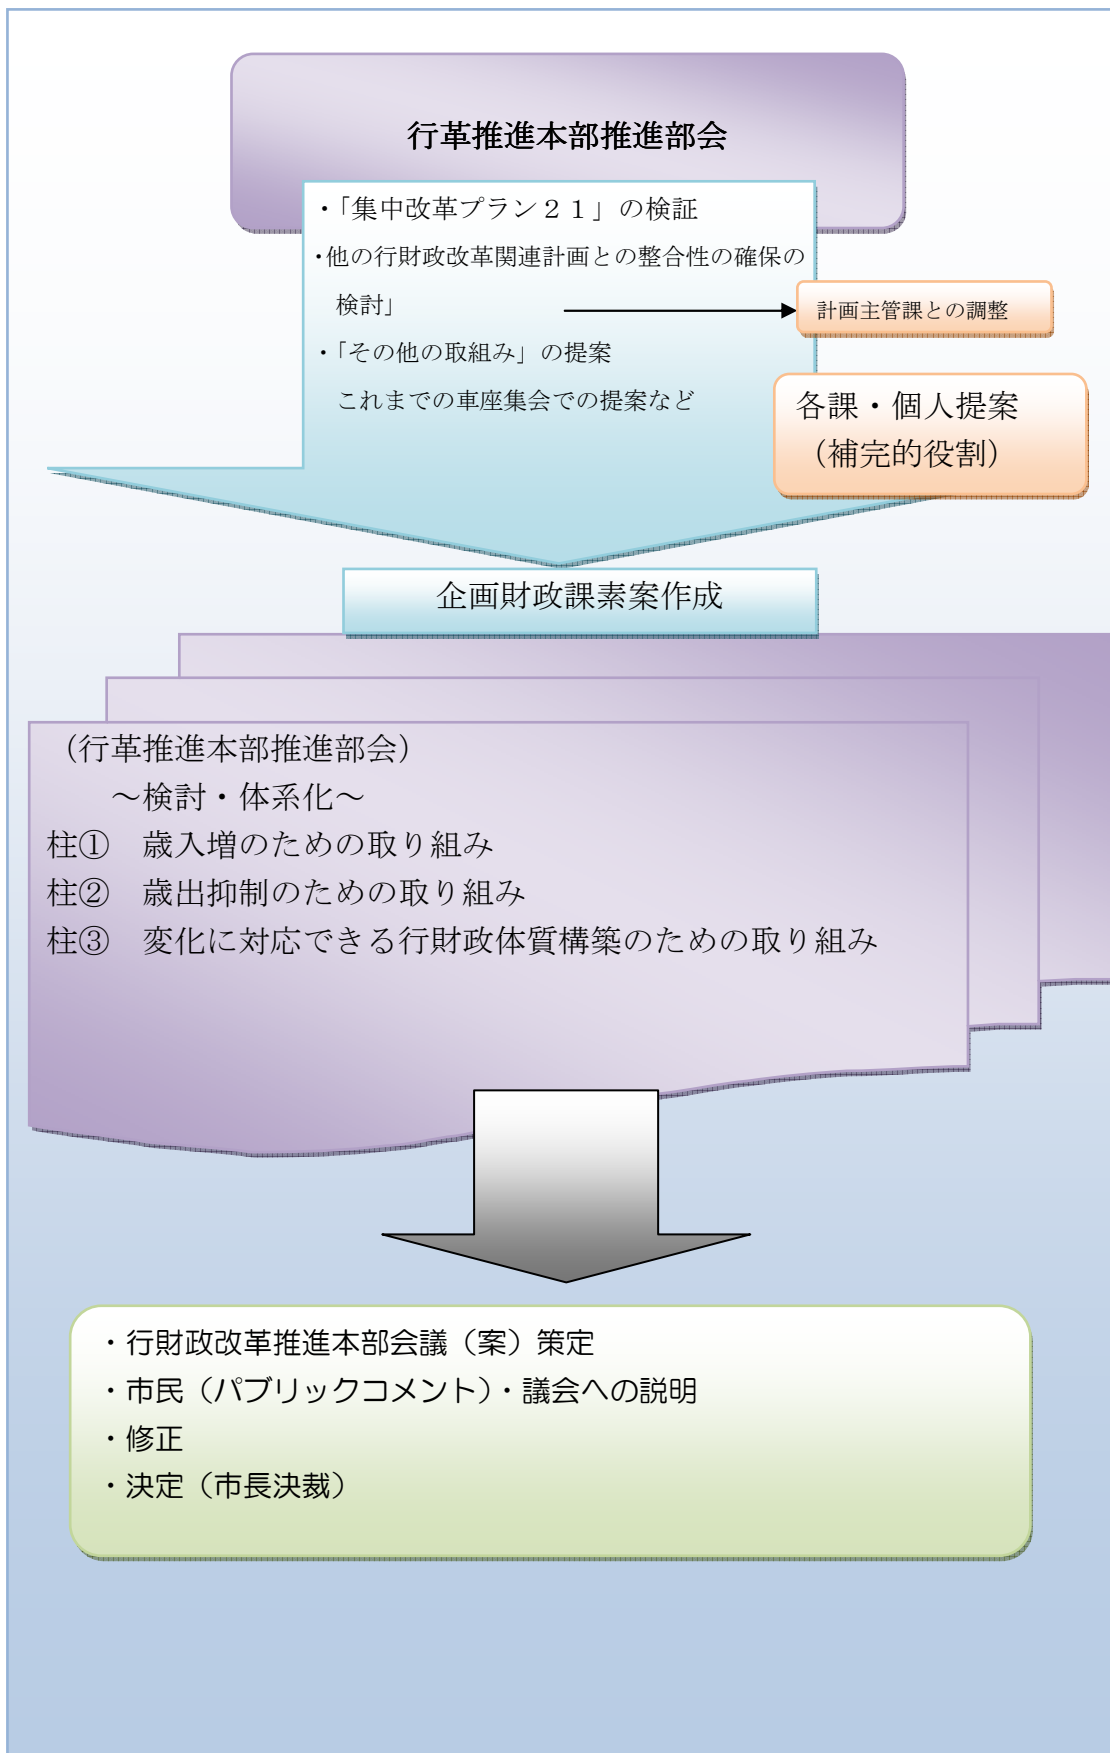 行革推進本部推進部会
・「集中改革プラン２１」の検証
・他の行財政改革関連計画との整合性の確保の
検討」
計画主管課との調整
・「その他の取組み」の提案
これまでの車座集会での提案など
各課・個人提案
（補完的役割）
企画財政課素案作成
（行革推進本部推進部会）
～検討・体系化～
柱①　歳入増のための取り組み
柱②　歳出抑制のための取り組み
柱③　変化に対応できる行財政体質構築のための取り組み
・行財政改革推進本部会議（案）策定
・市民（パブリックコメント）・議会への説明
・修正
・決定（市長決裁）